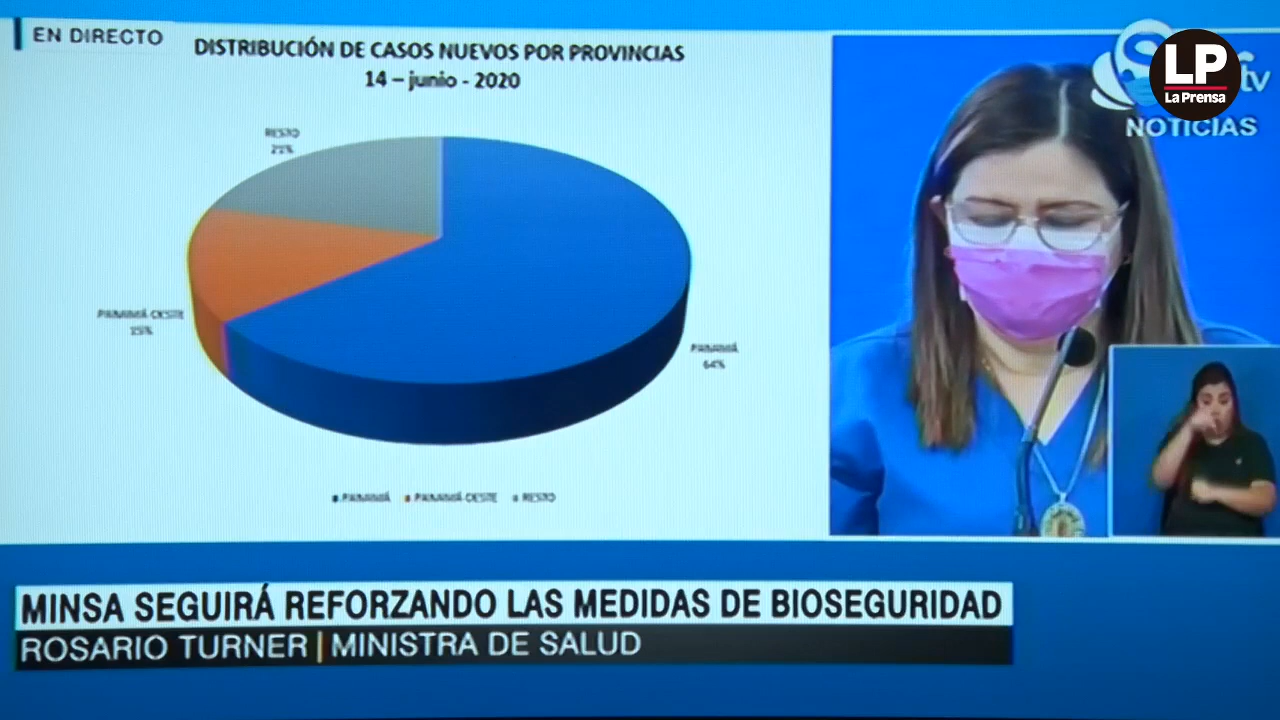 EN DIRECTO
DISTRIBUCIÓN DE CASOS NUEVOS POR PROVINCIAS
14 – junio - 2020
RESTO
21%
PANAMÁ OESTE
15%
PANAMÁ
64%
PANAMÁ PANAMÁ OESTE RESTO
LP
La Prensa
tv
NOTICIAS
MINSA SEGUIRÁ REFORZANDO LAS MEDIDAS DE BIOSEGURIDAD
ROSARIO TURNER | MINISTRA DE SALUD